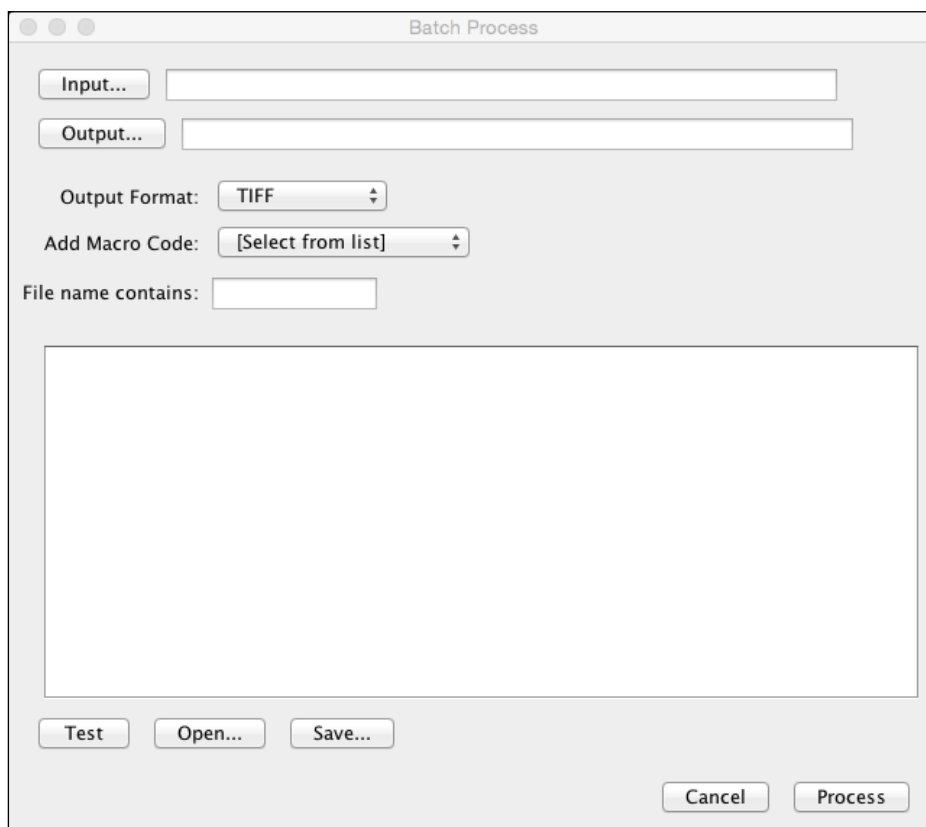 Batch Process
Input...
Output...
Output Format: TIFF
Add Macro Code: [Select from list]
File name contains:
Test Open... Save...
Cancel Process